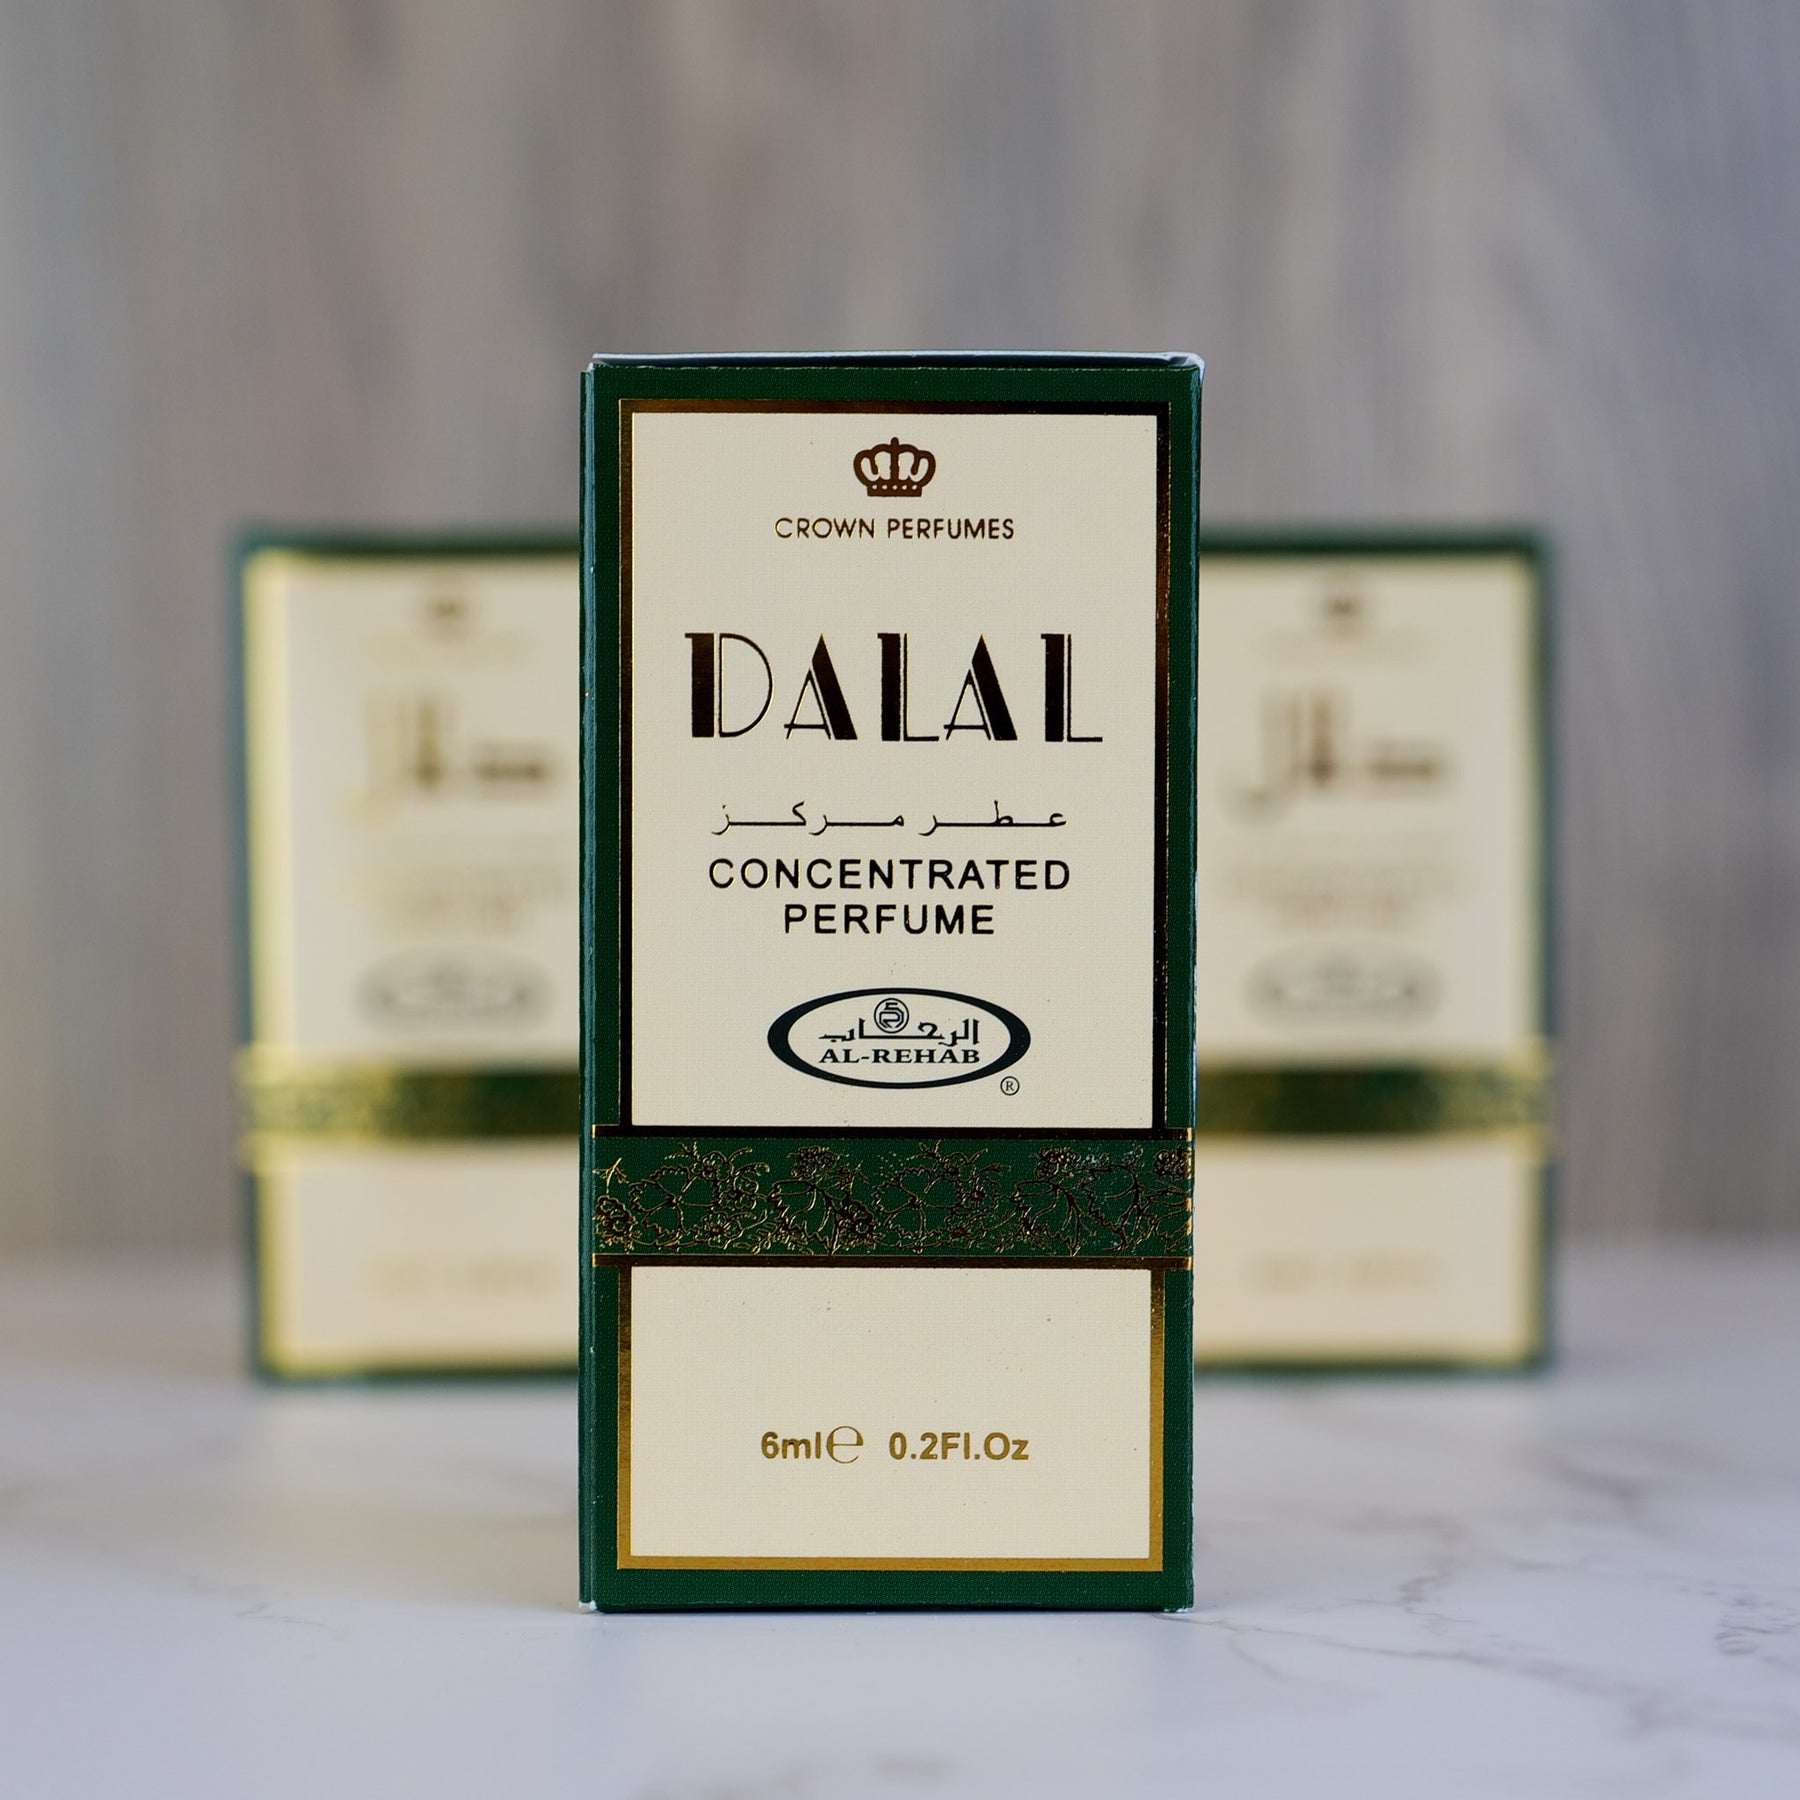 CROWN PERFUMES
DALAL
عطر مركز
CONCENTRATED
PERFUME
الرحاب
AL-REHAB
®
6ml℮ 0.2Fl.Oz